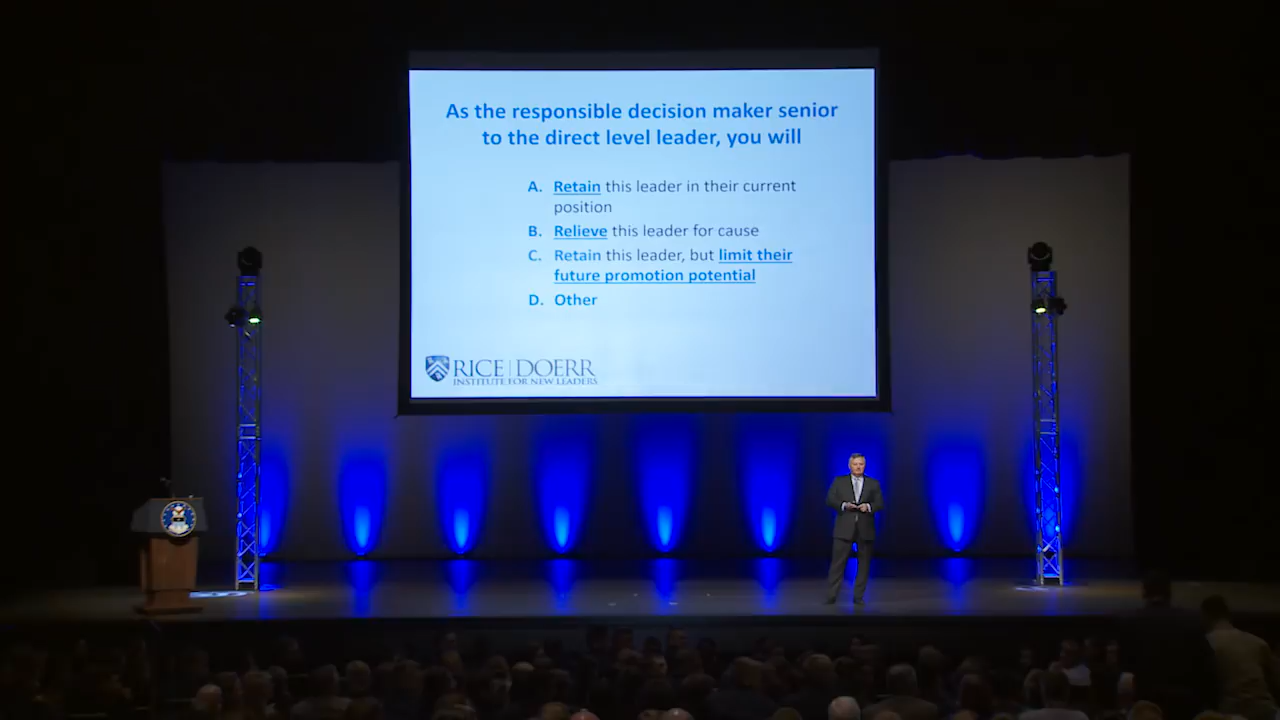 As the responsible decision maker senior
to the direct level leader, you will
A. Retain this leader in their current
position
B. Relieve this leader for cause
C. Retain this leader, but limit their
future promotion potential
D. Other
RICE | DOERR
INSTITUTE FOR NEW LEADERS